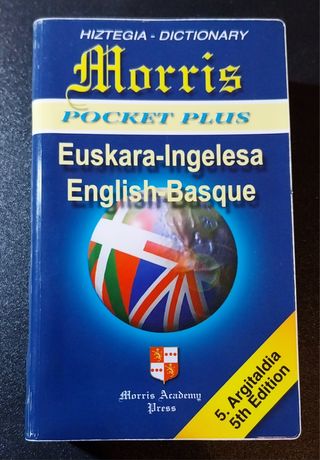 HIZTEGIA - DICTIONARY
Morris
POCKET PLUS
Euskara-Ingelesa
English-Basque
Morris Academy
Press
5. Argitaldia
5th Edition